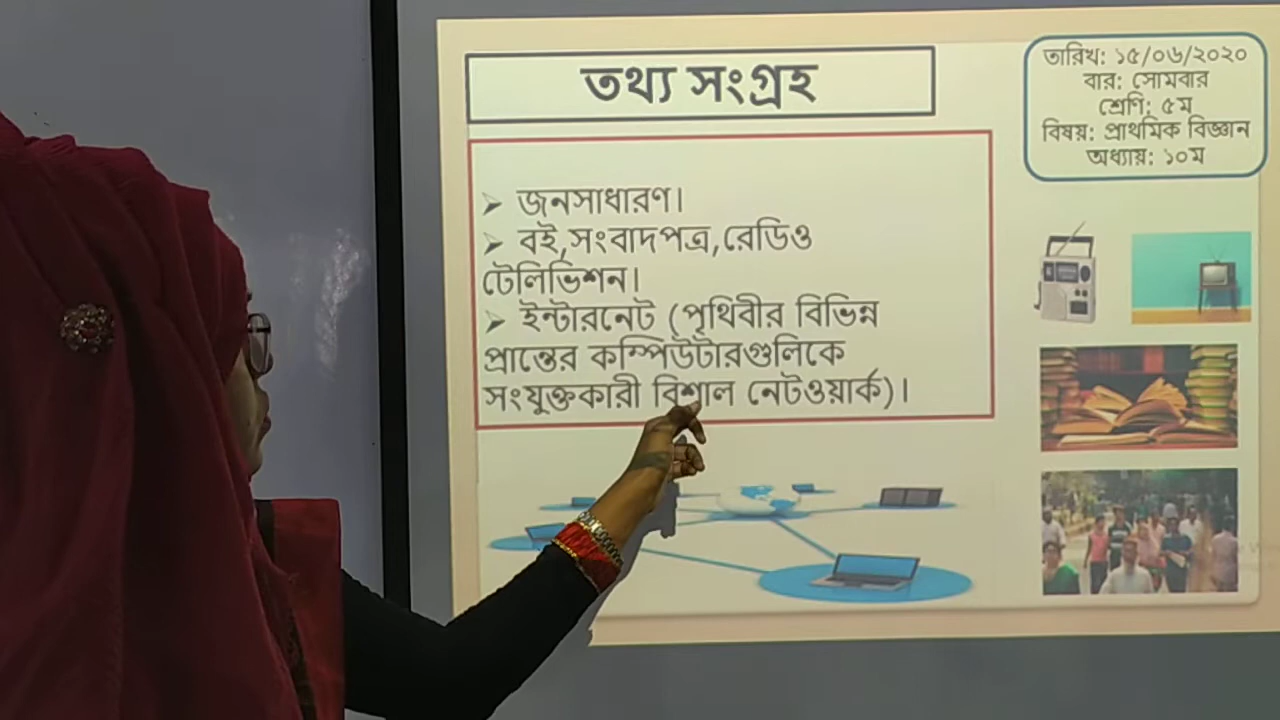 তথ্য সংগ্রহ
তারিখ: ১৫/০৬/২০২০
বার: সোমবার
শ্রেণি: ৫ম
বিষয়: প্রাথমিক বিজ্ঞান
অধ্যায়: ১০ম
➢ জনসাধারণ।
➢ বই,সংবাদপত্র,রেডিও
টেলিভিশন।
➢ ইন্টারনেট (পৃথিবীর বিভিন্ন
প্রান্তের কম্পিউটারগুলিকে
সংযুক্তকারী বিশাল নেটওয়ার্ক)।